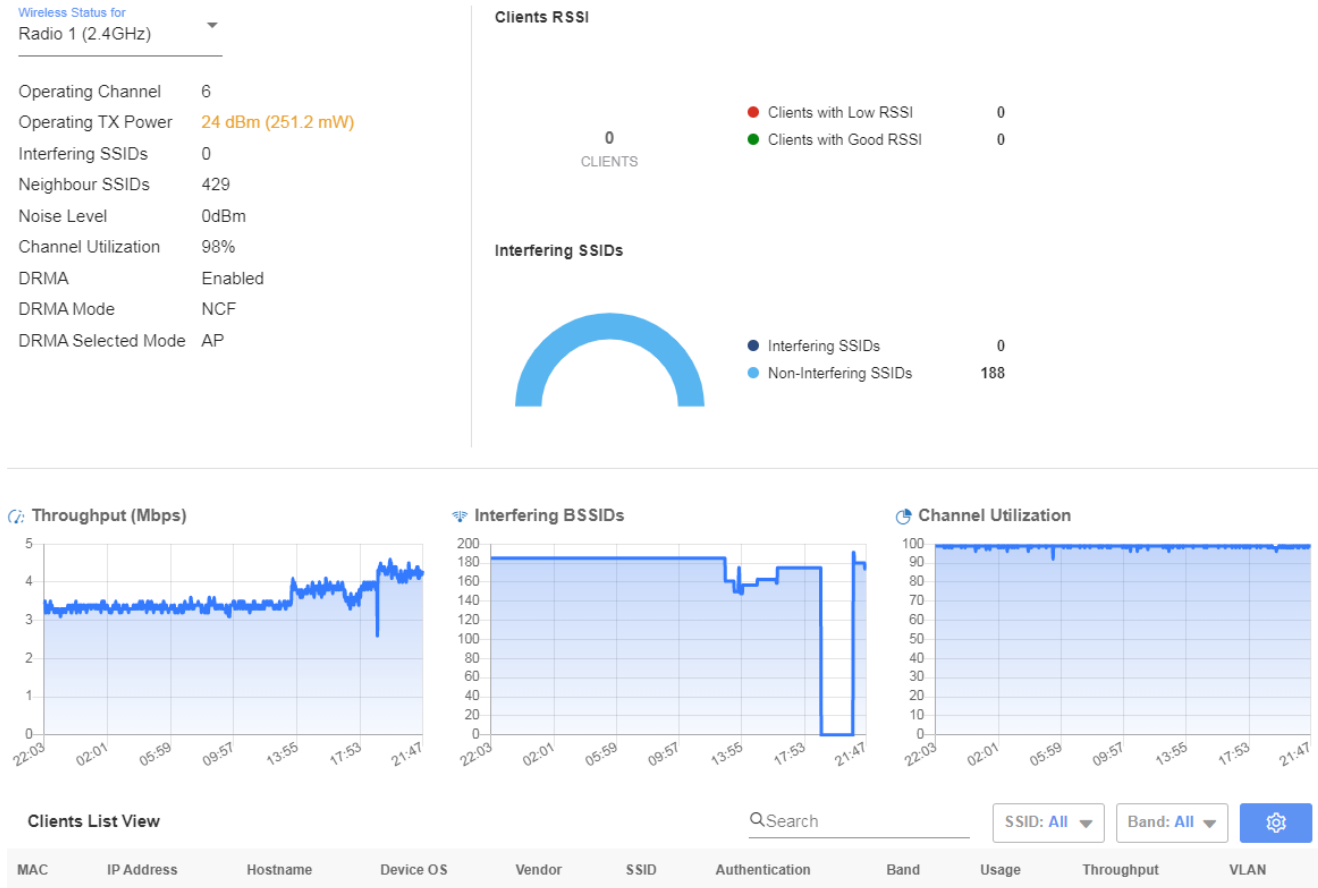 Wireless Status for
Radio 1 (2.4GHz)
Operating Channel 6
Operating TX Power 24 dBm (251.2 mW)
Interfering SSIDs 0
Neighbour SSIDs 429
Noise Level 0dBm
Channel Utilization 98%
DRMA Enabled
DRMA Mode NCF
DRMA Selected Mode AP
Clients RSSI
0
CLIENTS
Clients with Low RSSI 0
Clients with Good RSSI 0
Interfering SSIDs
Interfering SSIDs 0
Non-Interfering SSIDs 188
Throughput (Mbps)
5
4
3
2
1
0
22:03 02:01 05:59 09:57 13:55 17:53 21:47
Interfering BSSIDs
200
180
160
140
120
100
80
60
40
20
0
22:03 02:01 05:59 09:57 13:55 17:53 21:47
Channel Utilization
100
90
80
70
60
50
40
30
20
10
0
22:03 02:01 05:59 09:57 13:55 17:53 21:47
Clients List View
Search
SSID: All
Band: All
MAC IP Address Hostname Device OS Vendor SSID Authentication Band Usage Throughput VLAN